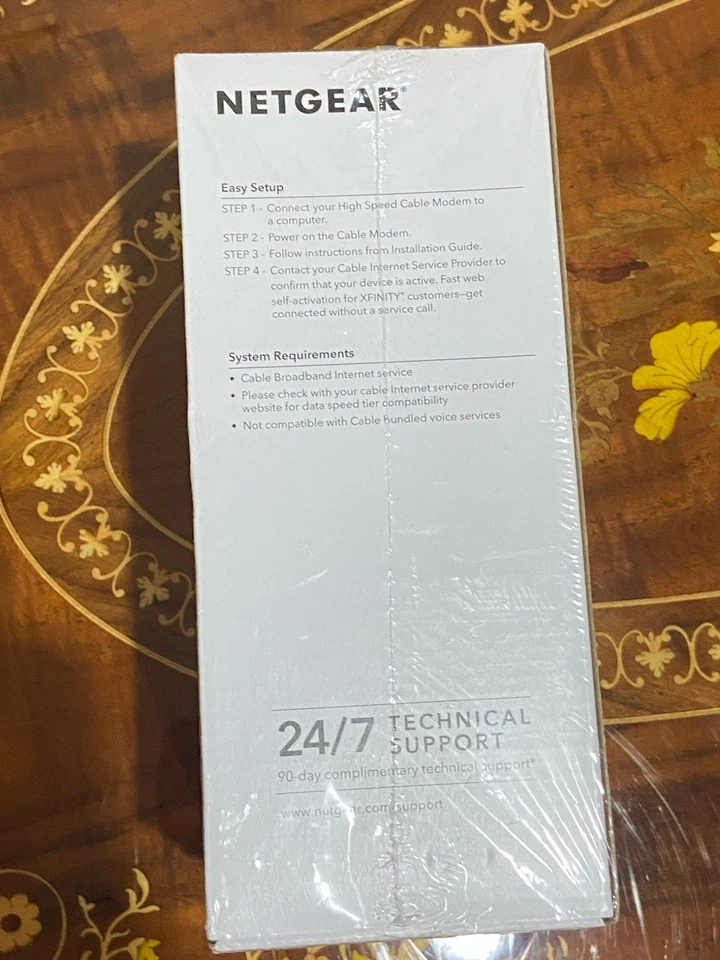 NETGEAR®
Easy Setup
STEP 1 - Connect your High Speed Cable Modem to
a computer.
STEP 2 - Power on the Cable Modem.
STEP 3 - Follow instructions from Installation Guide.
STEP 4 - Contact your Cable Internet Service Provider to
confirm that your device is active. Fast web
self-activation for XFINITY® customers—get
connected without a service call.
System Requirements
• Cable Broadband Internet service
• Please check with your cable Internet service provider
website for data speed tier compatibility
• Not compatible with Cable bundled voice services
24/7 TECHNICAL
SUPPORT
90-day complimentary technical support*
www.netgear.com/support